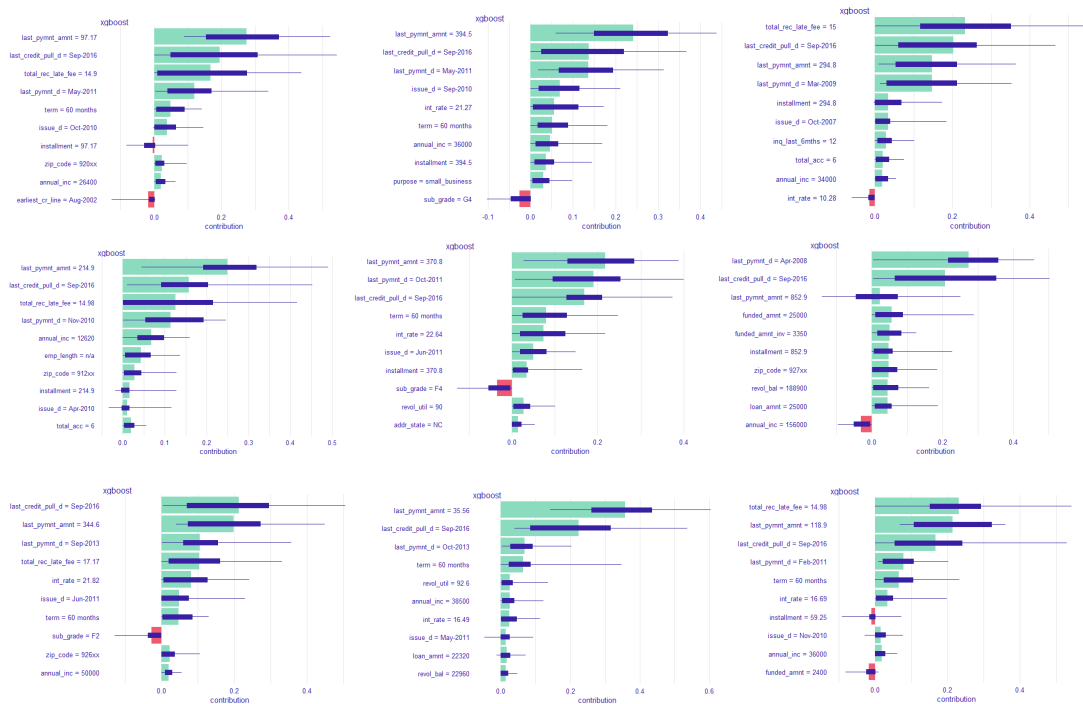 xgboost
last_pymnt_amnt = 97.17
last_credit_pull_d = Sep-2016
total_rec_late_fee = 14.9
last_pymnt_d = May-2011
term = 60 months
issue_d = Oct-2010
installment = 97.17
zip_code = 920xx
annual_inc = 26400
earliest_cr_line = Aug-2002
0.0 0.2 0.4
contribution
xgboost
last_pymnt_amnt = 394.5
last_credit_pull_d = Sep-2016
last_pymnt_d = May-2011
issue_d = Sep-2010
int_rate = 21.27
term = 60 months
annual_inc = 36000
installment = 394.5
purpose = small_business
sub_grade = G4
-0.1 0.0 0.1 0.2 0.3 0.4
contribution
xgboost
total_rec_late_fee = 15
last_credit_pull_d = Sep-2016
last_pymnt_amnt = 294.8
last_pymnt_d = Mar-2009
installment = 294.8
issue_d = Oct-2007
inq_last_6mths = 12
total_acc = 6
annual_inc = 34000
int_rate = 10.28
0.0 0.2 0.4
contribution
xgboost
last_pymnt_amnt = 214.9
last_credit_pull_d = Sep-2016
total_rec_late_fee = 14.98
last_pymnt_d = Nov-2010
annual_inc = 12620
emp_length = n/a
zip_code = 912xx
installment = 214.9
issue_d = Apr-2010
total_acc = 6
0.0 0.1 0.2 0.3 0.4 0.5
contribution
xgboost
last_pymnt_amnt = 370.8
last_pymnt_d = Oct-2011
last_credit_pull_d = Sep-2016
term = 60 months
int_rate = 22.64
issue_d = Jun-2011
installment = 370.8
sub_grade = F4
revol_util = 90
addr_state = NC
0.0 0.2 0.4
contribution
xgboost
last_pymnt_d = Apr-2008
last_credit_pull_d = Sep-2016
last_pymnt_amnt = 852.9
funded_amnt = 25000
funded_amnt_inv = 3350
installment = 852.9
zip_code = 927xx
revol_bal = 188900
loan_amnt = 25000
annual_inc = 156000
0.0 0.2 0.4
contribution
xgboost
last_credit_pull_d = Sep-2016
last_pymnt_amnt = 344.6
last_pymnt_d = Sep-2013
total_rec_late_fee = 17.17
int_rate = 21.82
issue_d = Jun-2011
term = 60 months
sub_grade = F2
zip_code = 926xx
annual_inc = 50000
0.0 0.2 0.4
contribution
xgboost
last_pymnt_amnt = 35.56
last_credit_pull_d = Sep-2016
last_pymnt_d = Oct-2013
term = 60 months
revol_util = 92.6
annual_inc = 38500
int_rate = 16.49
issue_d = May-2011
loan_amnt = 22320
revol_bal = 22960
0.0 0.2 0.4 0.6
contribution
xgboost
total_rec_late_fee = 14.98
last_pymnt_amnt = 118.9
last_credit_pull_d = Sep-2016
last_pymnt_d = Feb-2011
term = 60 months
int_rate = 16.69
installment = 59.25
issue_d = Nov-2010
annual_inc = 36000
funded_amnt = 2400
0.0 0.2 0.4
contribution